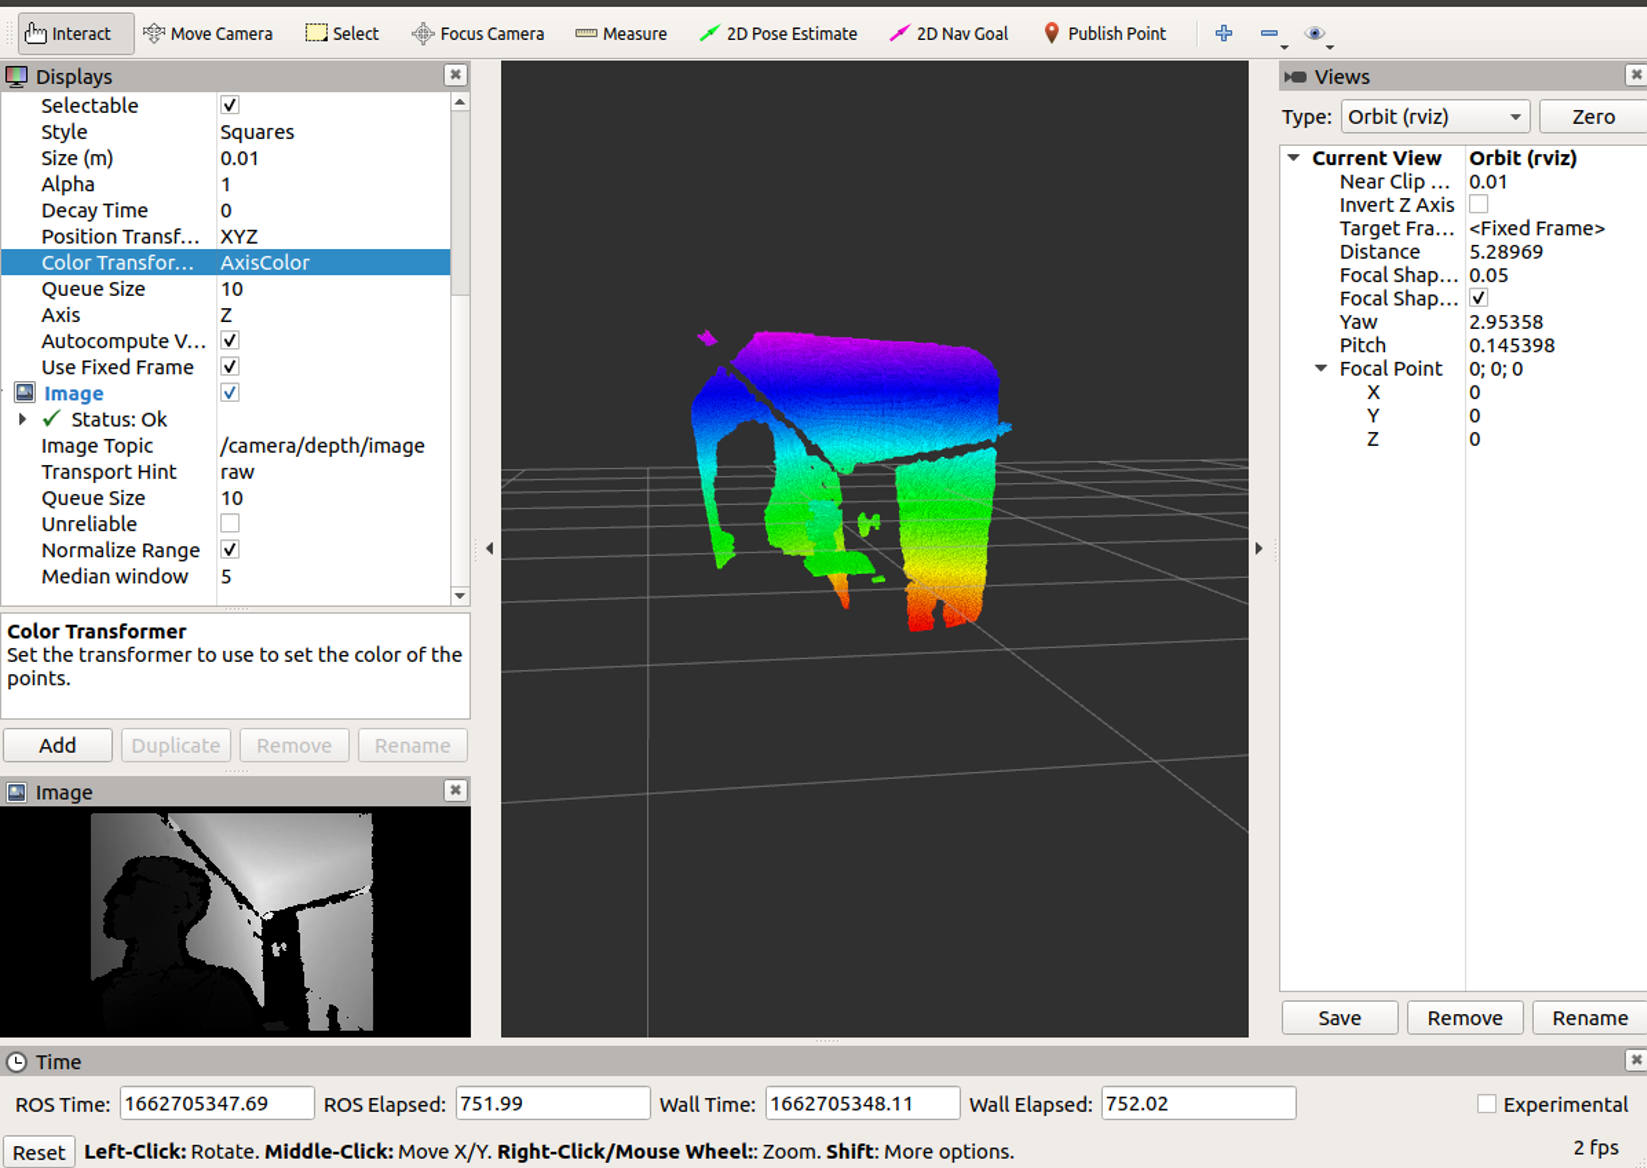 Interact Move Camera Select Focus Camera Measure 2D Pose Estimate 2D Nav Goal Publish Point
Displays
Selectable
Style Squares
Size (m) 0.01
Alpha 1
Decay Time 0
Position Transf... XYZ
Color Transfor... AxisColor
Queue Size 10
Axis Z
Autocompute V...
Use Fixed Frame
Image
Status: Ok
Image Topic /camera/depth/image
Transport Hint raw
Queue Size 10
Unreliable
Normalize Range
Median window 5
Color Transformer
Set the transformer to use to set the color of the
points.
Add Duplicate Remove Rename
Image
Views
Type: Orbit (rviz) Zero
Current View Orbit (rviz)
Near Clip ... 0.01
Invert Z Axis
Target Fra... <Fixed Frame>
Distance 5.28969
Focal Shap... 0.05
Focal Shap...
Yaw 2.95358
Pitch 0.145398
Focal Point 0; 0; 0
X 0
Y 0
Z 0
Save Remove Rename
Time
ROS Time: 1662705347.69 ROS Elapsed: 751.99 Wall Time: 1662705348.11 Wall Elapsed: 752.02 Experimental
Reset Left-Click: Rotate. Middle-Click: Move X/Y. Right-Click/Mouse Wheel:: Zoom. Shift: More options. 2 fps